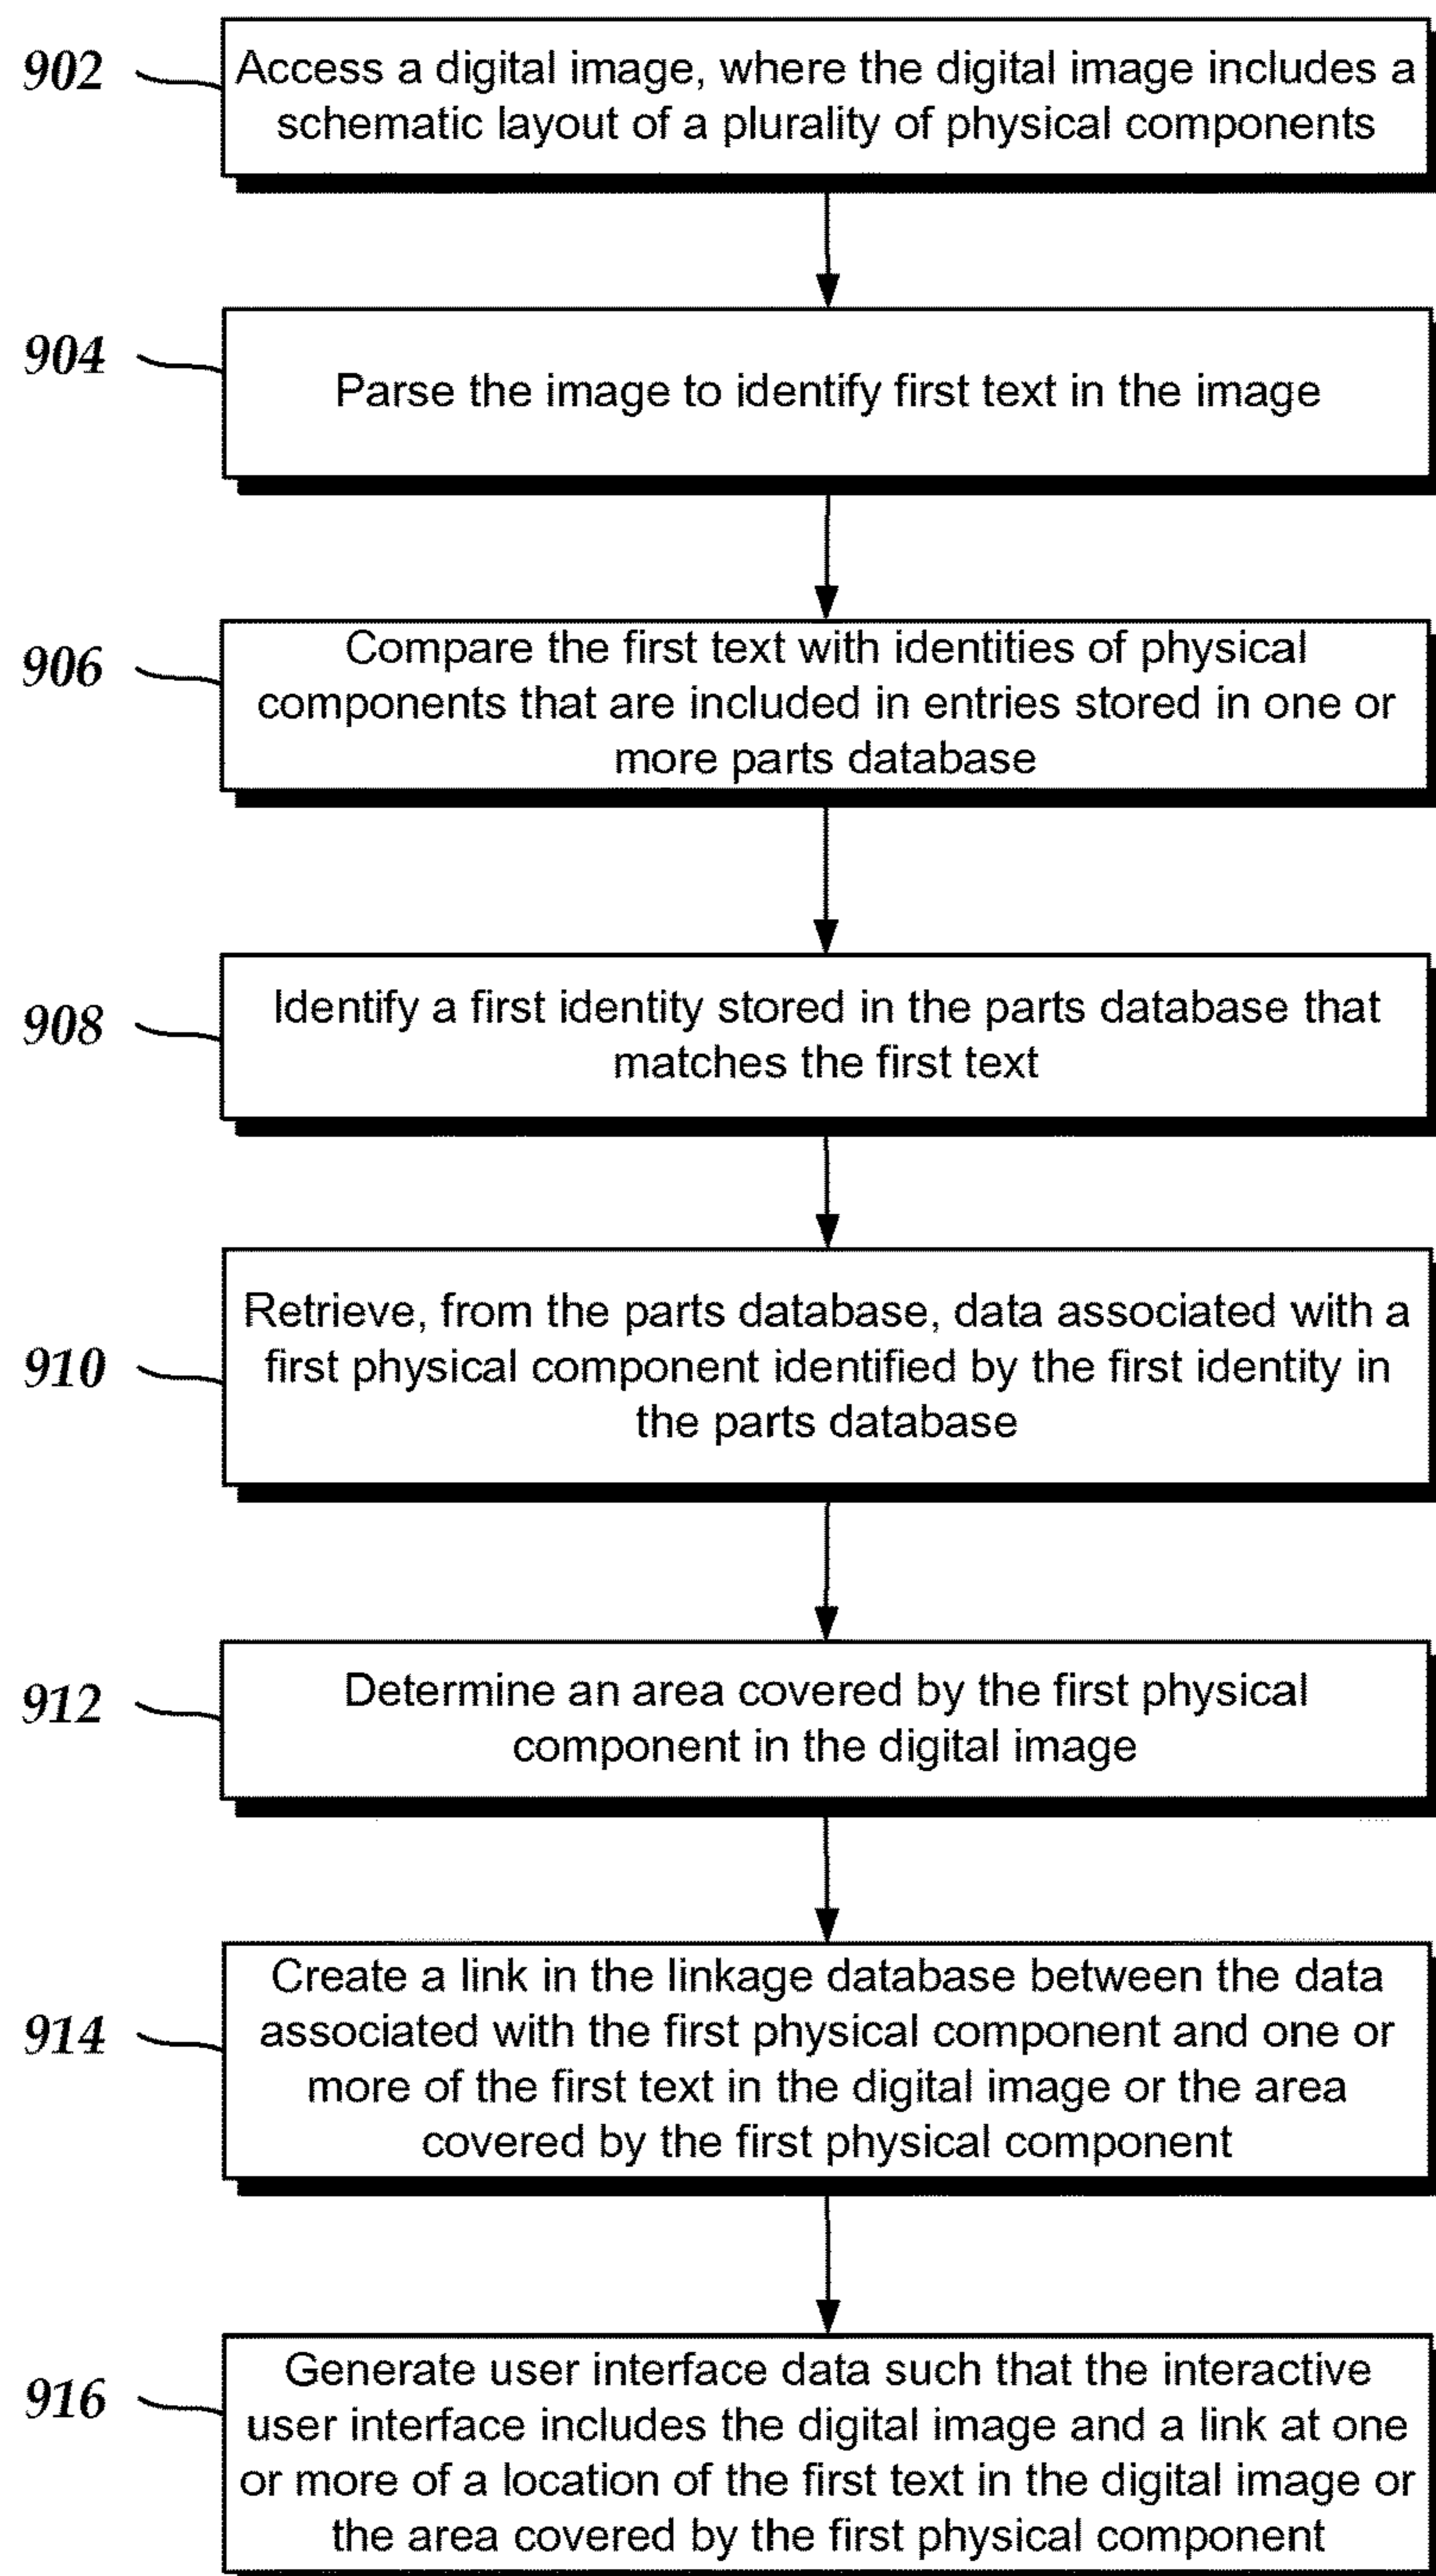 902
Access a digital image, where the digital image includes a
schematic layout of a plurality of physical components
904
Parse the image to identify first text in the image
906
Compare the first text with identities of physical
components that are included in entries stored in one or
more parts database
908
Identify a first identity stored in the parts database that
matches the first text
910
Retrieve, from the parts database, data associated with a
first physical component identified by the first identity in
the parts database
912
Determine an area covered by the first physical
component in the digital image
914
Create a link in the linkage database between the data
associated with the first physical component and one or
more of the first text in the digital image or the area
covered by the first physical component
916
Generate user interface data such that the interactive
user interface includes the digital image and a link at one
or more of a location of the first text in the digital image or
the area covered by the first physical component